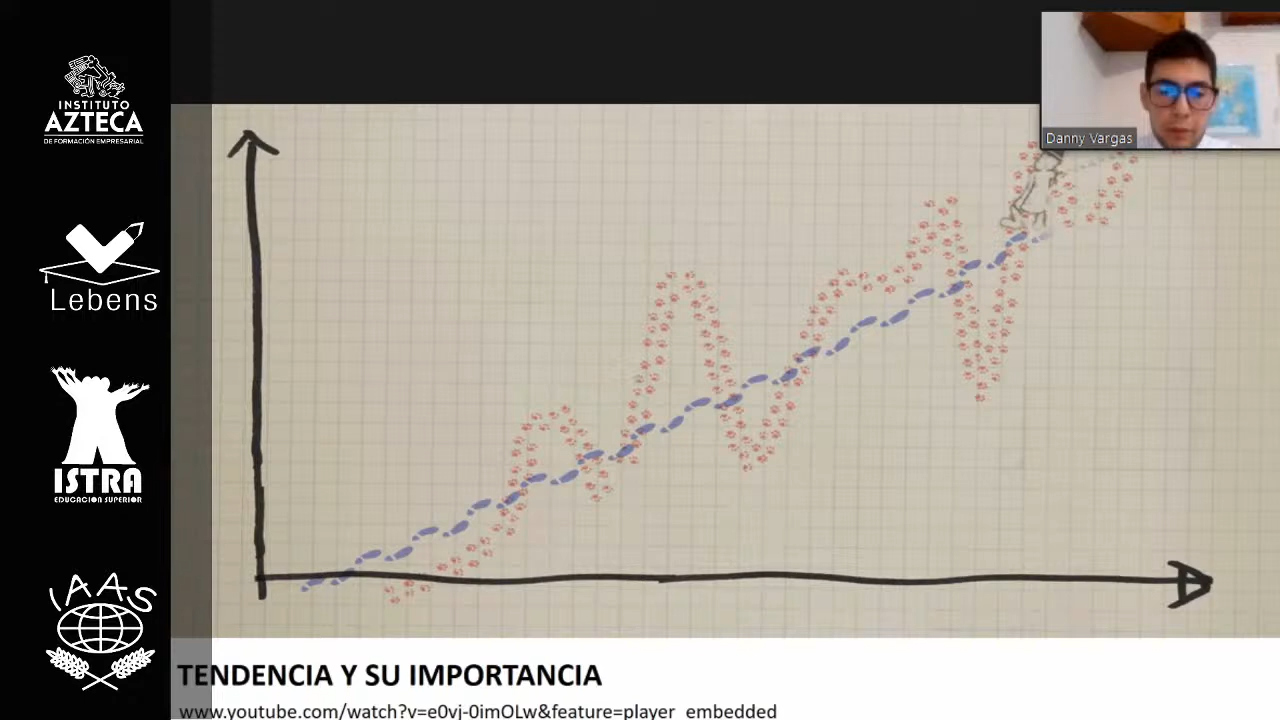 INSTITUTO
AZTECA
DE FORMACIÓN EMPRESARIAL
Lebens
ISTRA
EDUCACION SUPERIOR
IAAS
Danny Vargas
TENDENCIA Y SU IMPORTANCIA
www.youtube.com/watch?v=e0vj-0imOLw&feature=player_embedded